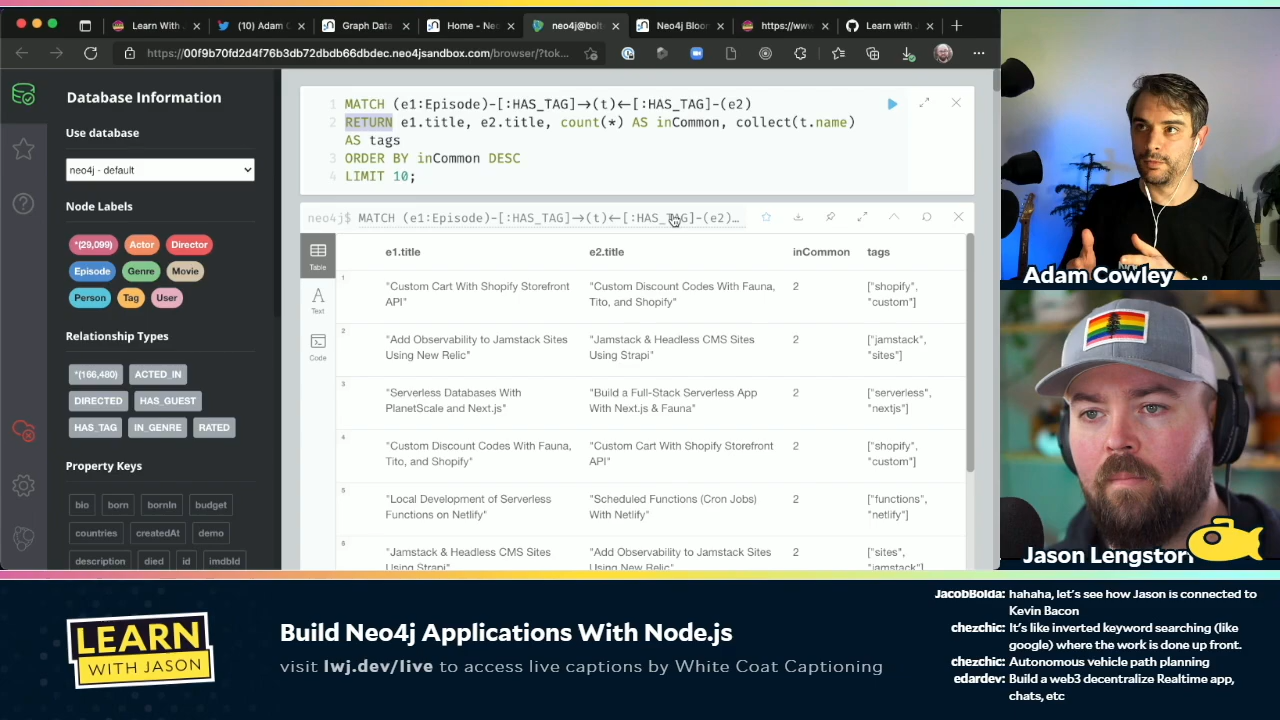 Learn With J
(10) Adam C
Graph Data
Home - Neo
neo4j@bolt
Neo4j Bloo
https://ww
Learn with
https://00f9b70fd2d4f76b3db72dbdb66dbdec.neo4jsandbox.com/browser/?tok...
Database Information
Use database
neo4j - default
Node Labels
*(29,099) Actor Director
Episode Genre Movie
Person Tag User
Relationship Types
*(166,480) ACTED_IN
DIRECTED HAS_GUEST
HAS_TAG IN_GENRE RATED
Property Keys
bio born bornIn budget
countries createdAt demo
description died id imdbId
1 MATCH (e1:Episode)-[:HAS_TAG]→(t)←[:HAS_TAG]-(e2)
2 RETURN e1.title, e2.title, count(*) AS inCommon, collect(t.name)
AS tags
3 ORDER BY inCommon DESC
4 LIMIT 10;
neo4j$ MATCH (e1:Episode)-[:HAS_TAG]→(t)←[:HAS_TAG]-(e2)…
Table
Text
Code
e1.title e2.title inCommon tags
1 "Custom Cart With Shopify Storefront "Custom Discount Codes With Fauna, 2 ["shopify",
API" Tito, and Shopify" "custom"]
2 "Add Observability to Jamstack Sites "Jamstack & Headless CMS Sites 2 ["jamstack",
Using New Relic" Using Strapi" "sites"]
3 "Serverless Databases With "Build a Full-Stack Serverless App 2 ["serverless",
PlanetScale and Next.js" With Next.js & Fauna" "nextjs"]
4 "Custom Discount Codes With Fauna, "Custom Cart With Shopify Storefront 2 ["shopify",
Tito, and Shopify" API" "custom"]
5 "Local Development of Serverless "Scheduled Functions (Cron Jobs) 2 ["functions",
Functions on Netlify" With Netlify" "netlify"]
6 "Jamstack & Headless CMS Sites "Add Observability to Jamstack Sites 2 ["sites",
Using Strapi" Using New Relic" "jamstack"]
Adam Cowley
Jason Lengstorf
LEARN
WITH JASON
Build Neo4j Applications With Node.js
visit lwj.dev/live to access live captions by White Coat Captioning
JacobBolda: hahaha, let's see how Jason is connected to
Kevin Bacon
chezchic: It's like inverted keyword searching (like
google) where the work is done up front.
chezchic: Autonomous vehicle path planning
edardev: Build a web3 decentralize Realtime app,
chats, etc